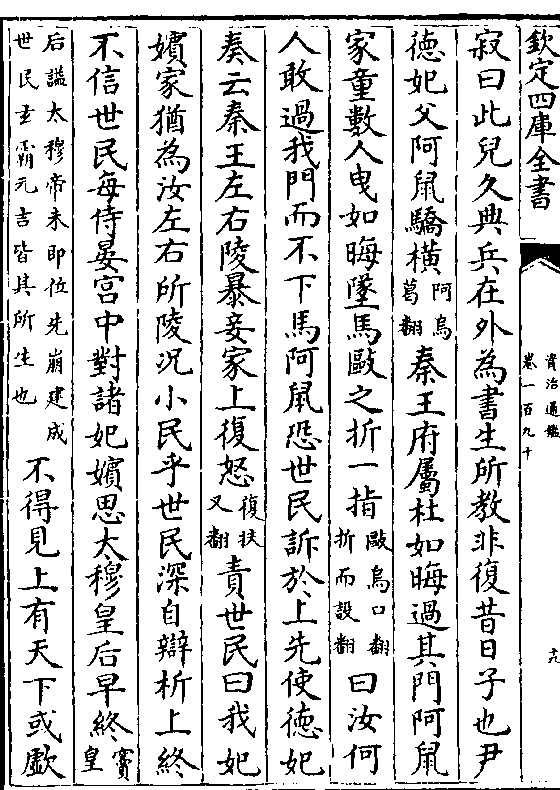 欽定四庫全書
資治通鑑
卷一百九十
十九
寂曰此兒久典兵在外為書生所教非復昔日子也尹
徳妃父阿鼠驕橫阿烏葛翻秦王府屬杜如晦過其門阿鼠
家童數人曳如晦墜馬毆之折一指毆烏口翻折而設翻曰汝何
人敢過我門而不下馬阿鼠恐世民訴於上先使徳妃
奏云秦王左右陵暴妾家上復怒復扶又翻責世民曰我妃
嬪家猶為汝左右所陵況小民乎世民深自辯析上終
不信世民每侍宴宫中對諸妃嬪思太穆皇后早終竇皇
后謚太穆帝未即位先崩建成世民玄霸元吉皆其所生也不得見上有天下或歔